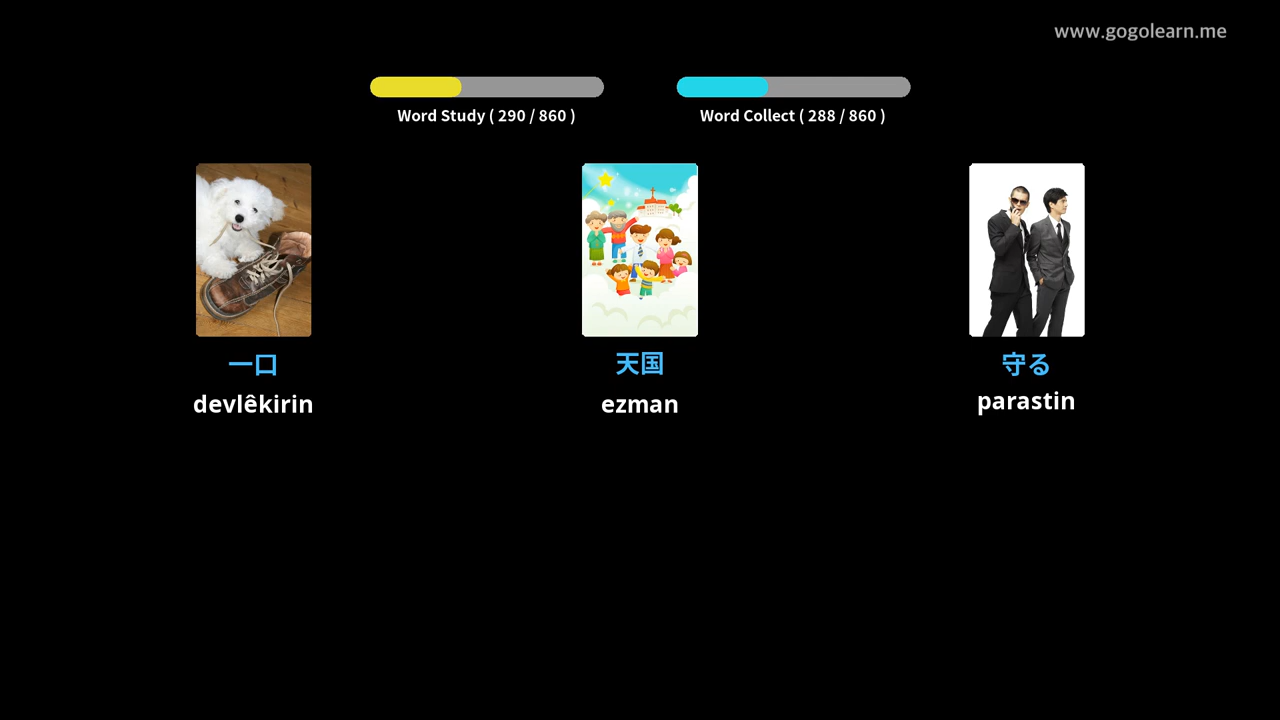 www.gogolearn.me
Word Study ( 290 / 860 )
Word Collect ( 288 / 860 )
一口
天国
守る
devlêkirin
ezman
parastin